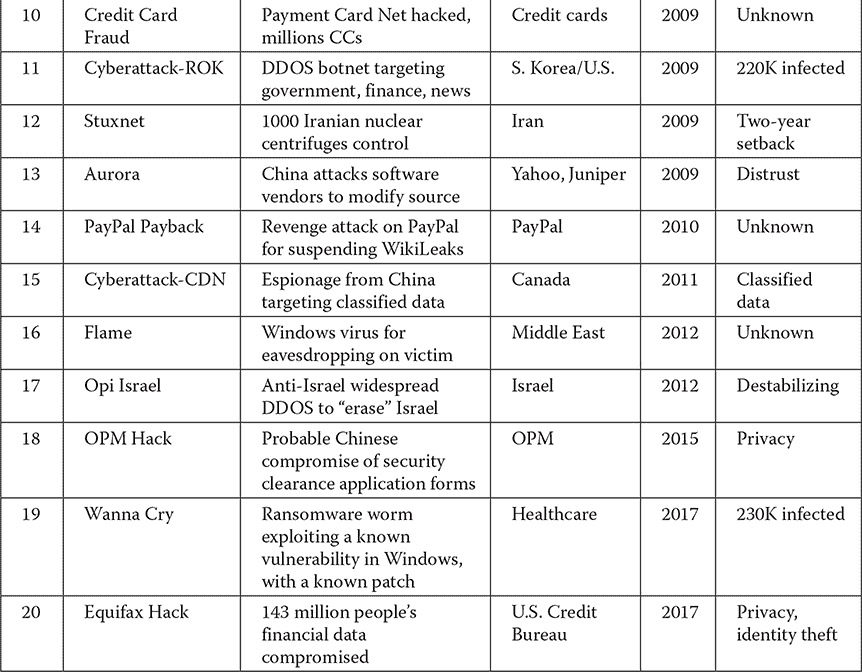 10 Credit Card Payment Card Net hacked, Credit cards 2009 Unknown
Fraud millions CCs
11 Cyberattack-ROK DDOS botnet targeting S. Korea/U.S. 2009 220K infected
government, finance, news
12 Stuxnet 1000 Iranian nuclear Iran 2009 Two-year
centrifuges control setback
13 Aurora China attacks software Yahoo, Juniper 2009 Distrust
vendors to modify source
14 PayPal Payback Revenge attack on PayPal PayPal 2010 Unknown
for suspending WikiLeaks
15 Cyberattack-CDN Espionage from China Canada 2011 Classified
targeting classified data data
16 Flame Windows virus for Middle East 2012 Unknown
eavesdropping on victim
17 Opi Israel Anti-Israel widespread Israel 2012 Destabilizing
DDOS to “erase” Israel
18 OPM Hack Probable Chinese OPM 2015 Privacy
compromise of security
clearance application forms
19 Wanna Cry Ransomware worm Healthcare 2017 230K infected
exploiting a known
vulnerability in Windows,
with a known patch
20 Equifax Hack 143 million people’s U.S. Credit 2017 Privacy,
financial data Bureau identity theft
compromised